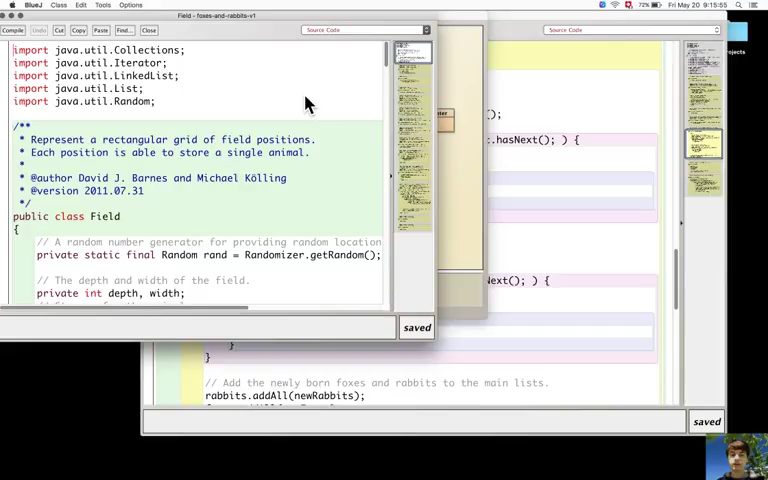 BlueJ Class Edit Tools Options
72% Fri May 20 9:15:55
Field - foxes-and-rabbits-v1
Compile Undo Cut Copy Paste Find... Close
Source Code
Source Code
import java.util.Collections;
import java.util.Iterator;
import java.util.LinkedList;
import java.util.List;
import java.util.Random;
/**
* Represent a rectangular grid of field positions.
* Each position is able to store a single animal.
*
* @author David J. Barnes and Michael Kölling
* @version 2011.07.31
*/
public class Field
{
// A random number generator for providing random location
private static final Random rand = Randomizer.getRandom();
// The depth and width of the field.
private int depth, width;
saved
();
.hasNext(); ) {
Next(); ) {
}
}
// Add the newly born foxes and rabbits to the main lists.
rabbits.addAll(newRabbits);
saved